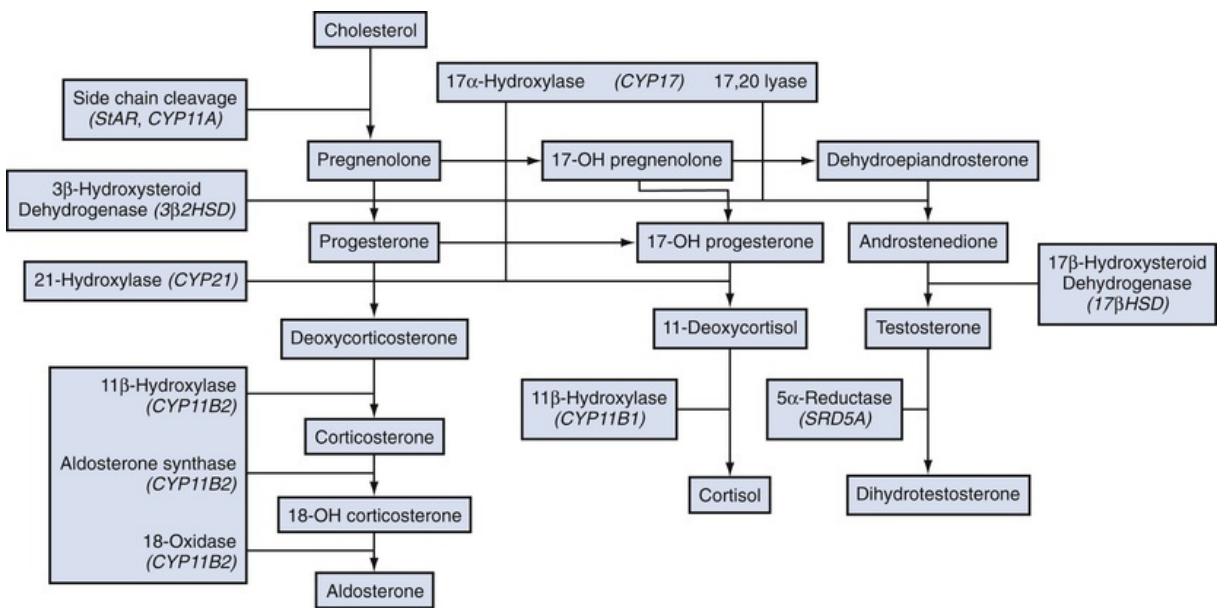 Cholesterol
17α-Hydroxylase (CYP17) 17,20 lyase
Side chain cleavage
(StAR, CYP11A)
Pregnenolone
17-OH pregnenolone
Dehydroepiandrosterone
3β-Hydroxysteroid
Dehydrogenase (3β2HSD)
Progesterone
17-OH progesterone
Androstenedione
21-Hydroxylase (CYP21)
17β-Hydroxysteroid
Dehydrogenase
(17βHSD)
Deoxycorticosterone
11-Deoxycortisol
Testosterone
11β-Hydroxylase
(CYP11B2)
11β-Hydroxylase
(CYP11B1)
5α-Reductase
(SRD5A)
Corticosterone
Aldosterone synthase
(CYP11B2)
Cortisol
Dihydrotestosterone
18-OH corticosterone
18-Oxidase
(CYP11B2)
Aldosterone